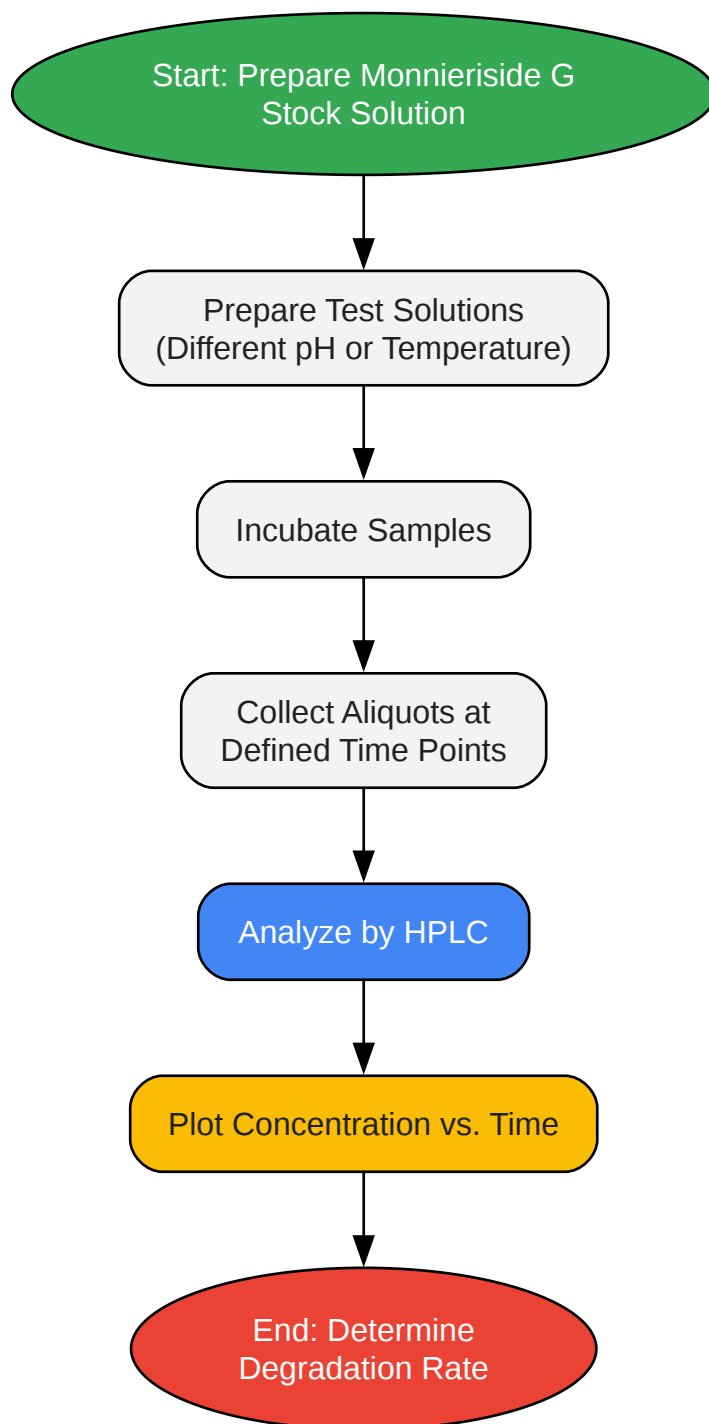 Start: Prepare Monnieriside G
Stock Solution
Prepare Test Solutions
(Different pH or Temperature)
Incubate Samples
Collect Aliquots at
Defined Time Points
Analyze by HPLC
Plot Concentration vs. Time
End: Determine
Degradation Rate